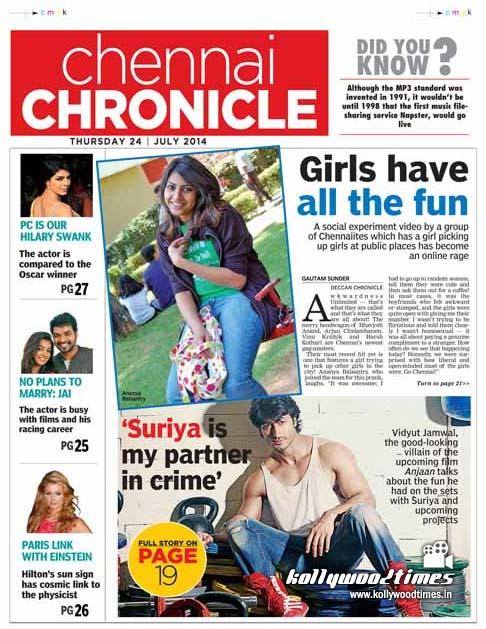 c m y k
c m y k
chennai
CHRONICLE
THURSDAY 24 | JULY 2014
DID YOU
KNOW?
Although the MP3 standard was
invented in 1991, it wouldn't be
until 1998 that the first music file-
sharing service Napster, would go
live
PC IS OUR
HILARY SWANK
The actor is
compared to the
Oscar winner
PG27
NO PLANS TO
MARRY: JAI
The actor is busy
with films and his
racing career
PG25
PARIS LINK
WITH EINSTEIN
Hilton's sun sign
has cosmic link to
the physicist
PG26
Ananya
Balsantry
Girls have
all the fun
A social experiment video by a group
of Chennaiites which has a girl picking
up girls at public places has become
an online rage
GAUTAM SUNDER
DECCAN CHRONICLE
Awkwardness
Unlimited — that's
what they are called
and that's what they
are all about! The
merry bandwagon of Bhavjoth
Anand, Arjun Chidambaram,
Vinu Krithik and Harsh
Kothari are Chennai's newest
gag unsters.
Their most recent hit yet is
one that features a girl trying
to pick up other girls in the
city! Ananya Balsantry, who
joined the team for this prank,
laughs, "It was awesome; I
had to go up to random women,
tell them they were cute and
then ask them out for a coffee!
In most cases, it was the
boyfriends who felt awkward
or stumped, and the girls were
quite open with giving me their
number. I wasn't trying to be
flirtatious and told them clear-
ly I wasn't homosexual — it
was all about paying a genuine
compliment to a stranger. How
often do we see that happening
today? Honestly, we were sur-
prised with how liberal and
open-minded most of the girls
were. Go Chennai!"
Turn to page 21>>
'Suriya is
my partner
in crime'
FULL STORY ON
PAGE
19
Vidyut Jamwal,
the good-looking
villain of the
upcoming film
Anjaan talks
about the fun he
had on the sets
with Suriya and
upcoming
projects
kollywoodtimes
www.kollywoodtimes.in